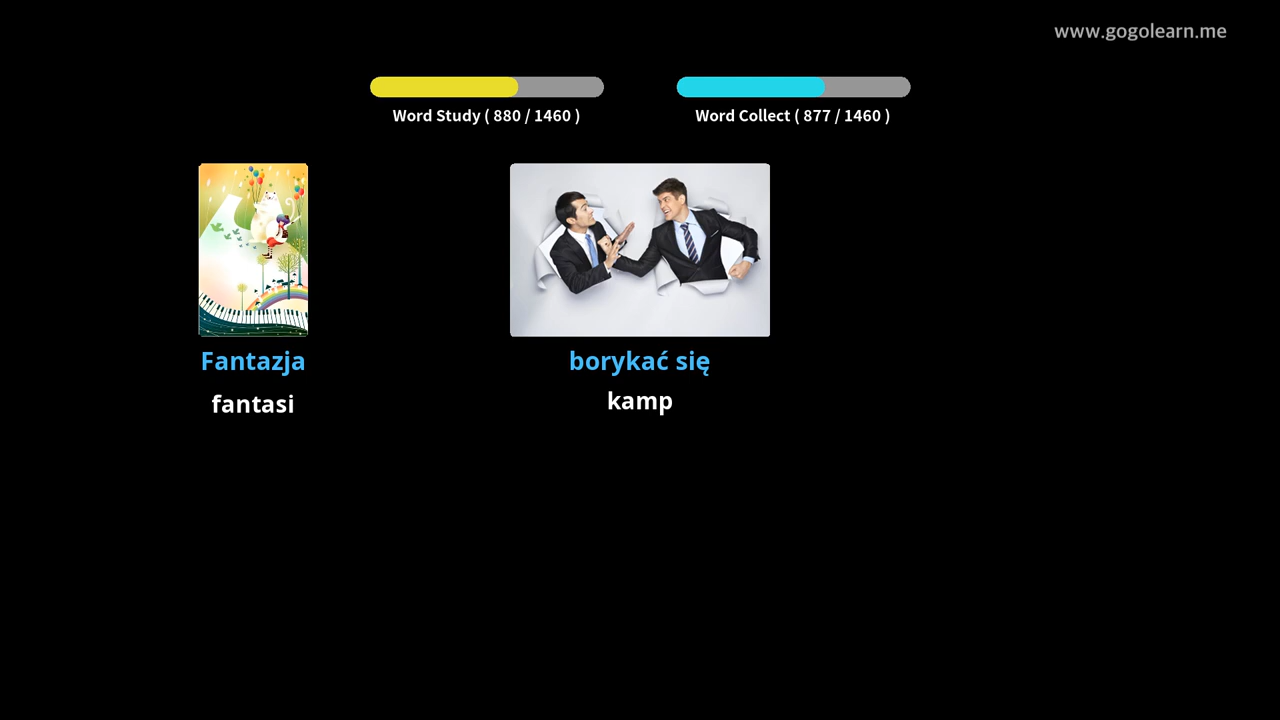 www.gogolearn.me
Word Study ( 880 / 1460 )
Word Collect ( 877 / 1460 )
Fantazja
borykać się
fantasi
kamp